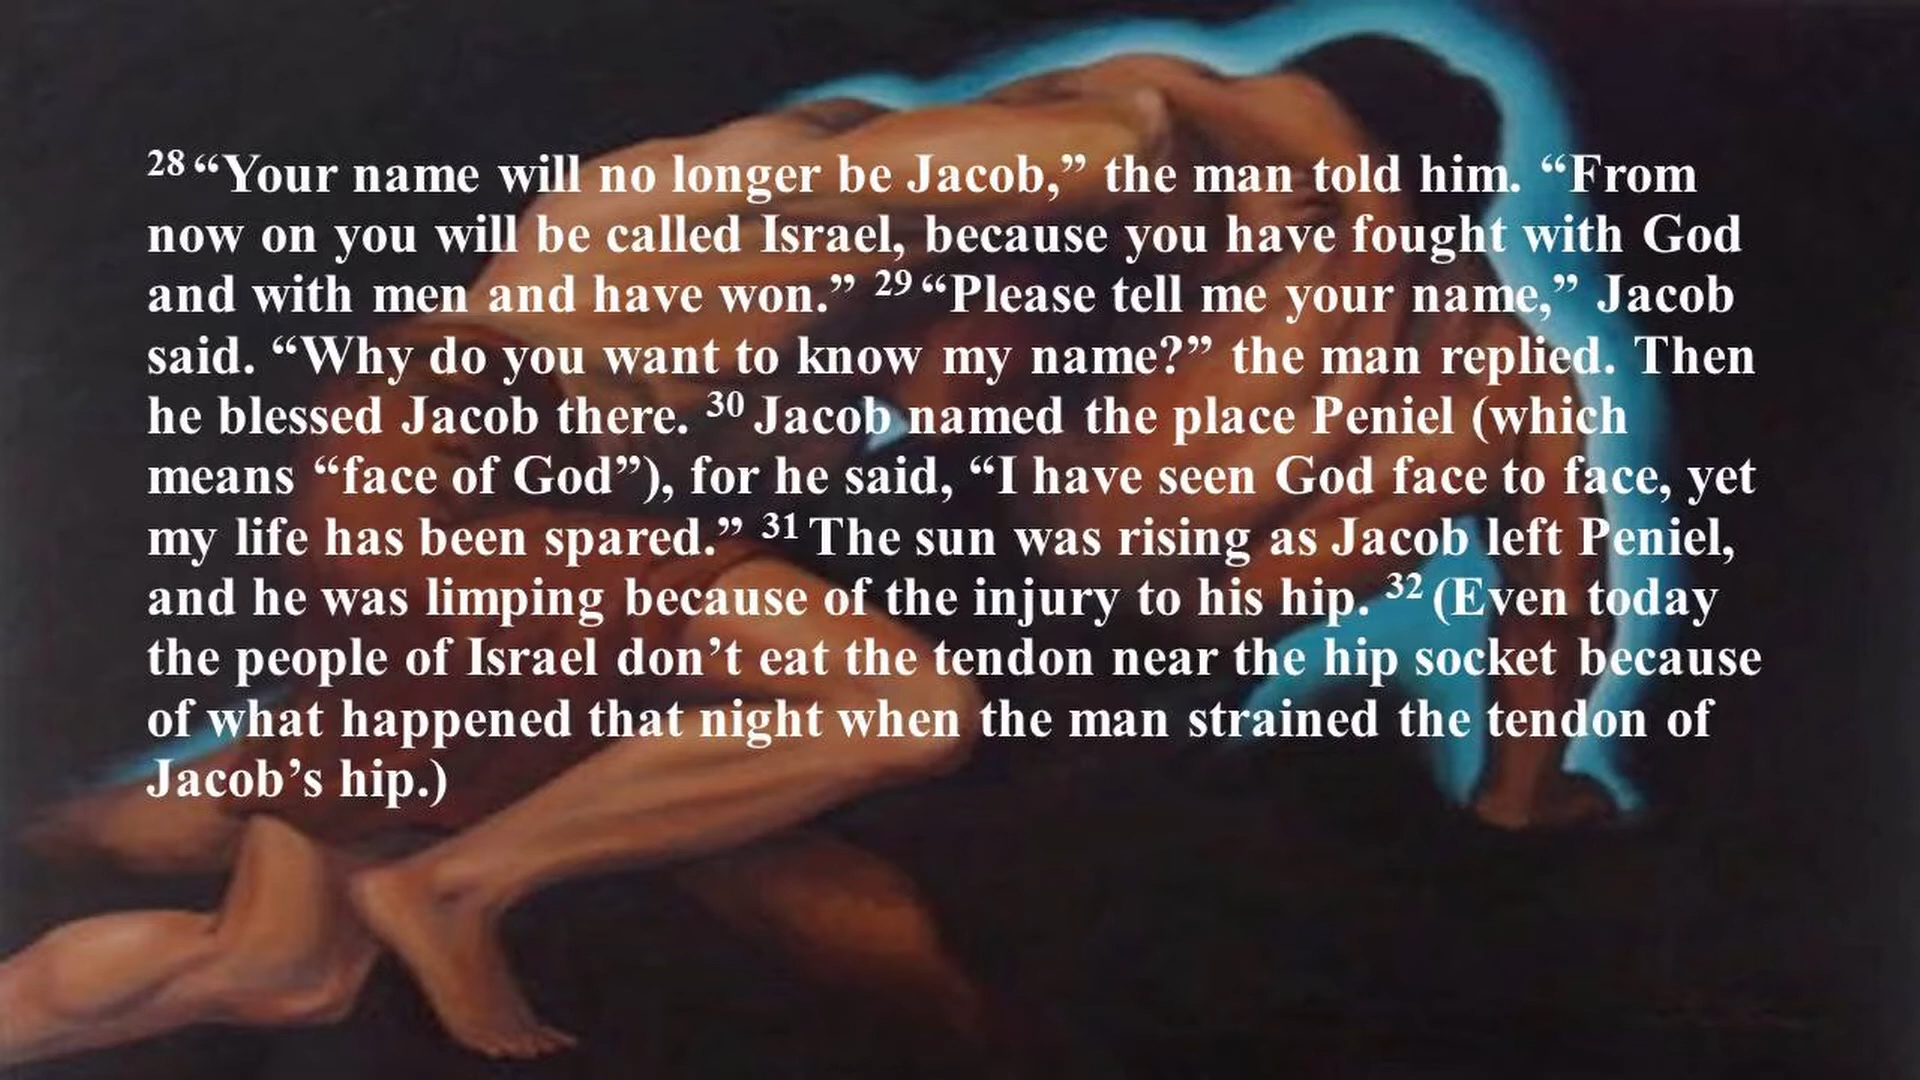 28 “Your name will no longer be Jacob,” the man told him. “From
now on you will be called Israel, because you have fought with God
and with men and have won.” 29 “Please tell me your name,” Jacob
said. “Why do you want to know my name?” the man replied. Then
he blessed Jacob there. 30 Jacob named the place Peniel (which
means “face of God”), for he said, “I have seen God face to face, yet
my life has been spared.” 31 The sun was rising as Jacob left Peniel,
and he was limping because of the injury to his hip. 32 (Even today
the people of Israel don’t eat the tendon near the hip socket because
of what happened that night when the man strained the tendon of
Jacob’s hip.)